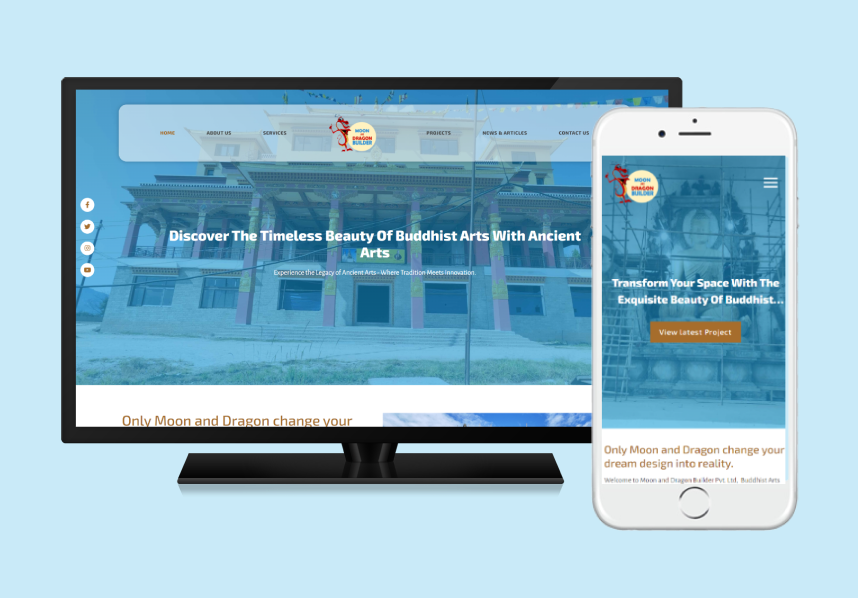 HOME
ABOUT US
SERVICES
MOON
AND
DRAGON
BUILDER
PROJECTS
NEWS & ARTICLES
CONTACT US
Discover The Timeless Beauty Of Buddhist Arts With Ancient
Arts
Experience the Legacy of Ancient Arts - Where Tradition Meets Innovation.
Only Moon and Dragon change your
MOON
AND
DRAGON
BUILDER
Transform Your Space With The
Exquisite Beauty Of Buddhist...
View Latest Project
Only Moon and Dragon change your
dream design into reality.
Welcome to Moon and Dragon Builder Pvt. Ltd, Buddhist Arts